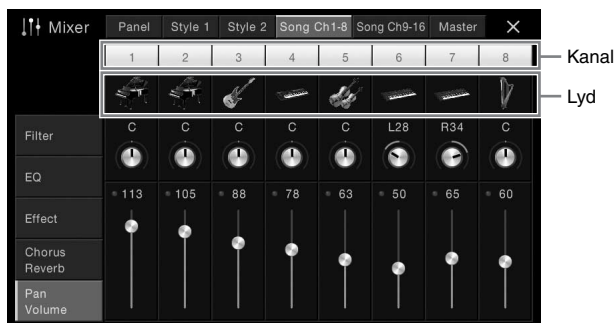 Mixer Panel Style 1 Style 2 Song Ch1-8 Song Ch9-16 Master ×
1 2 3 4 5 6 7 8 Kanal
Lyd
Filter
C C C C C L28 R34 C
EQ
113 105 88 78 63 50 65 60
Effect
Chorus
Reverb
Pan
Volume